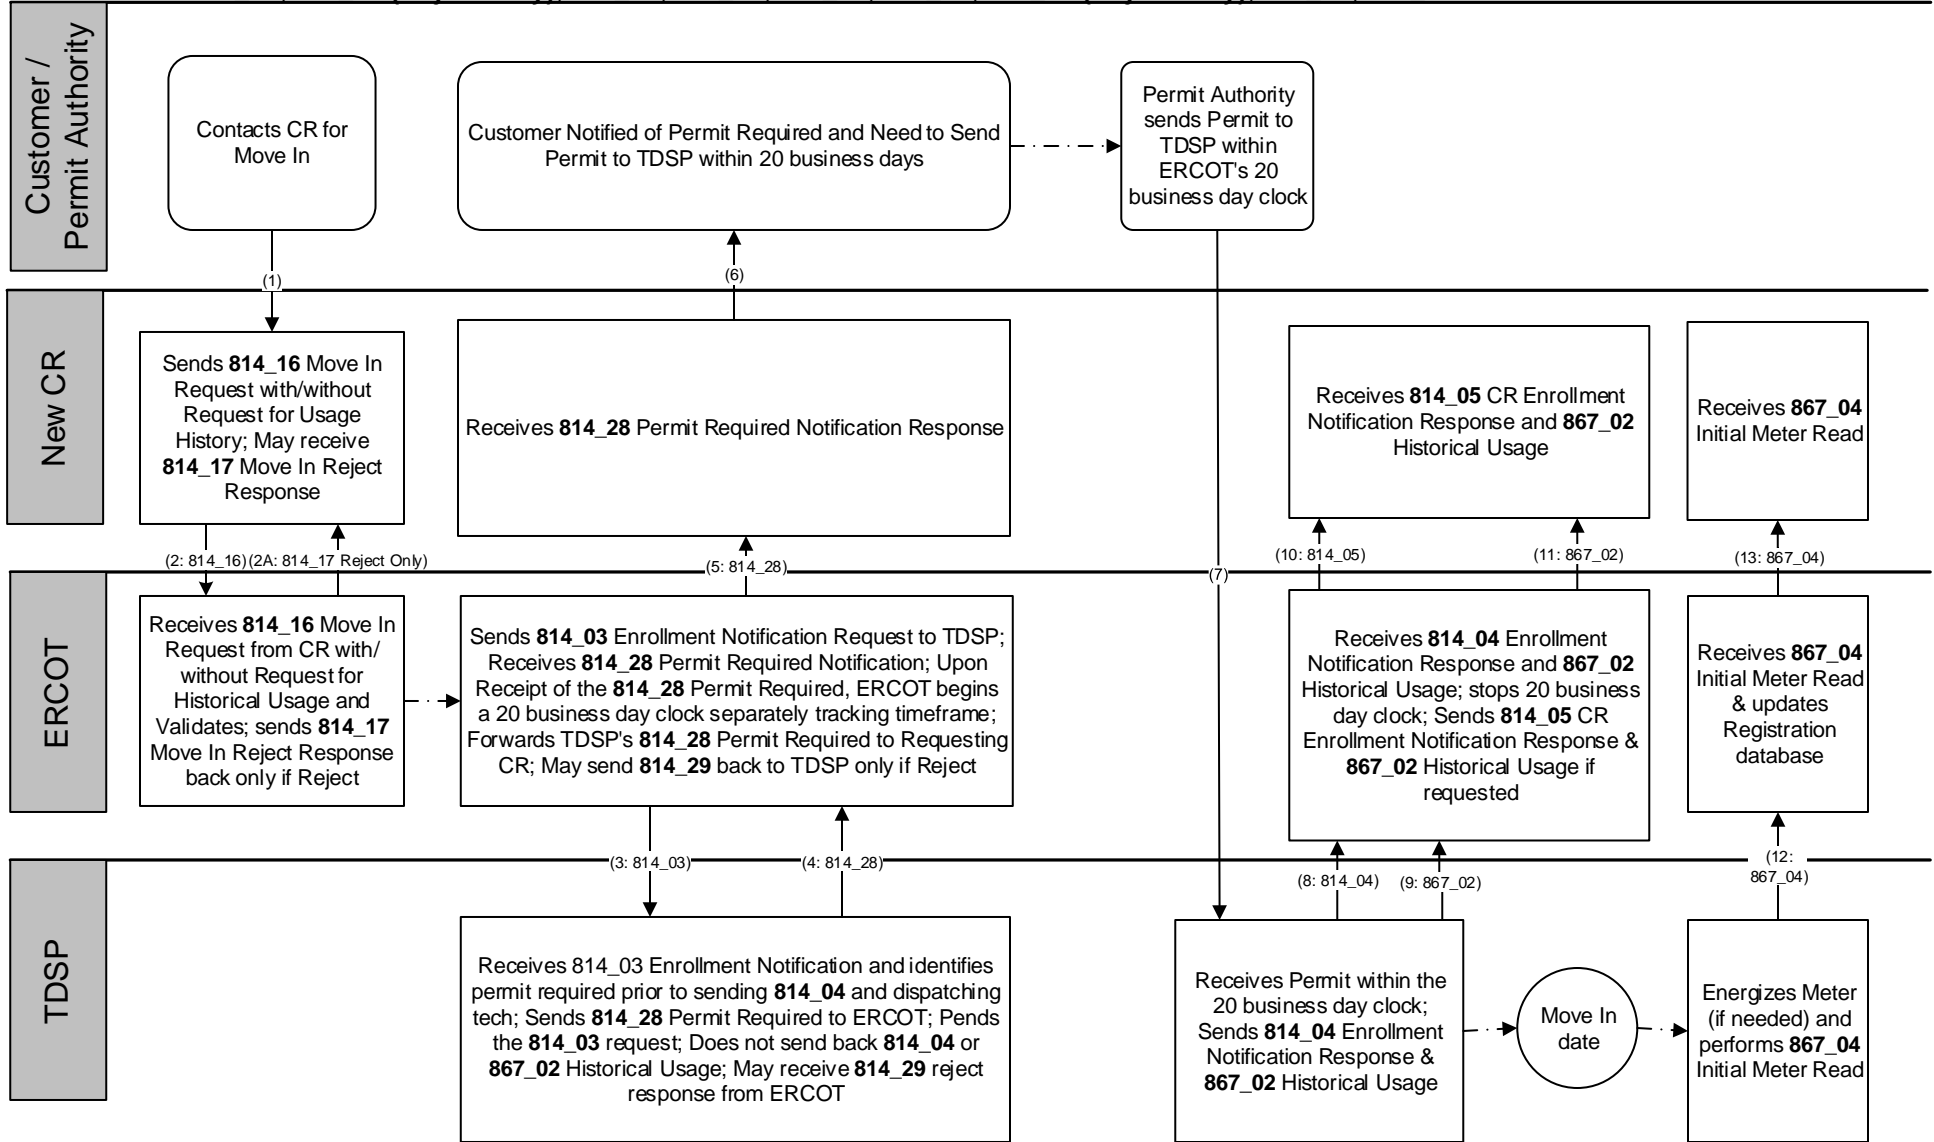 Customer /
Permit Authority
Contacts CR for
Move In
Customer Notified of Permit Required and Need to Send
Permit to TDSP within 20 business days
Permit Authority
sends Permit to
TDSP within
ERCOT's 20
business day clock
(1)
(6)
New CR
Sends 814_16 Move In
Request with/without
Request for Usage
History; May receive
814_17 Move In Reject
Response
Receives 814_28 Permit Required Notification Response
Receives 814_05 CR Enrollment
Notification Response and 867_02
Historical Usage
Receives 867_04
Initial Meter Read
(2: 814_16)
(2A: 814_17 Reject Only)
(5: 814_28)
(7)
(10: 814_05)
(11: 867_02)
(13: 867_04)
ERCOT
Receives 814_16 Move In
Request from CR with/
without Request for
Historical Usage and
Validates; sends 814_17
Move In Reject Response
back only if Reject
Sends 814_03 Enrollment Notification Request to TDSP;
Receives 814_28 Permit Required Notification; Upon
Receipt of the 814_28 Permit Required, ERCOT begins
a 20 business day clock separately tracking timeframe;
Forwards TDSP's 814_28 Permit Required to Requesting
CR; May send 814_29 back to TDSP only if Reject
Receives 814_04 Enrollment
Notification Response and 867_02
Historical Usage; stops 20 business
day clock; Sends 814_05 CR
Enrollment Notification Response &
867_02 Historical Usage if
requested
Receives 867_04
Initial Meter Read
& updates
Registration
database
(3: 814_03)
(4: 814_28)
(8: 814_04)
(9: 867_02)
(12:
867_04)
TDSP
Receives 814_03 Enrollment Notification and identifies
permit required prior to sending 814_04 and dispatching
tech; Sends 814_28 Permit Required to ERCOT; Pends
the 814_03 request; Does not send back 814_04 or
867_02 Historical Usage; May receive 814_29 reject
response from ERCOT
Receives Permit within the
20 business day clock;
Sends 814_04 Enrollment
Notification Response &
867_02 Historical Usage
Move In
date
Energizes Meter
(if needed) and
performs 867_04
Initial Meter Read